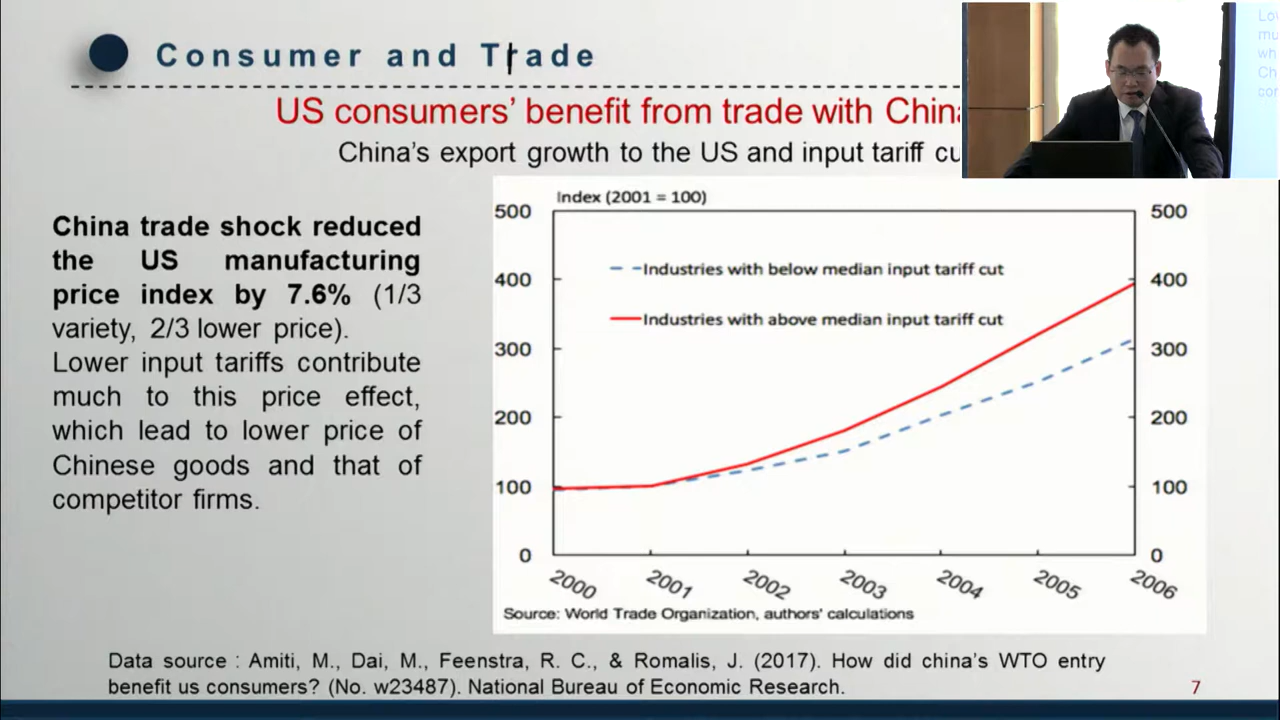 Consumer and Trade
US consumers' benefit from trade with
China's export growth to the US and input tariff
China trade shock reduced
the US manufacturing
price index by 7.6% (1/3
variety, 2/3 lower price).
Lower input tariffs contribute
much to this price effect,
which lead to lower price of
Chinese goods and that of
competitor firms.
Index (2001 = 100)
500 500
Industries with below median input tariff cut
400 400
Industries with above median input tariff cut
300 300
200 200
100 100
0 0
2000 2001 2002 2003 2004 2005 2006
Source: World Trade Organization, authors' calculations
Data source : Amiti, M., Dai, M., Feenstra, R. C., & Romalis, J. (2017). How did china's WTO entry
benefit us consumers? (No. w23487). National Bureau of Economic Research.
7